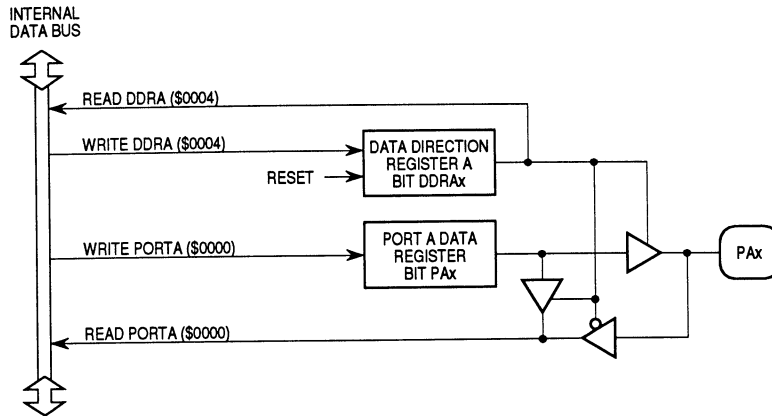 INTERNAL
DATA BUS
READ DDRA ($0004)
WRITE DDRA ($0004)
RESET
DATA DIRECTION
REGISTER A
BIT DDRAx
WRITE PORTA ($0000)
PORT A DATA
REGISTER
BIT PAx
PAx
READ PORTA ($0000)